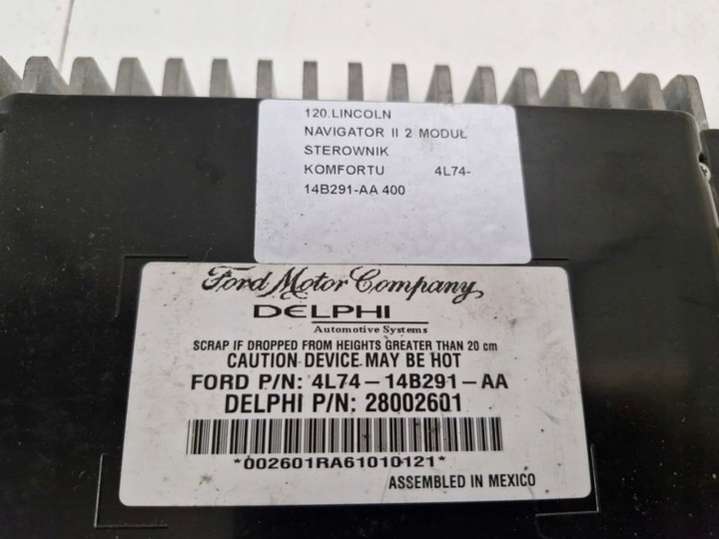 120.LINCOLN
NAVIGATOR II 2 MODUŁ
STEROWNIK
KOMFORTU 4L74-
14B291-AA 400
Ford Motor Company
DELPHI
Automotive Systems
SCRAP IF DROPPED FROM HEIGHTS GREATER THAN 20 cm
CAUTION DEVICE MAY BE HOT
FORD P/N: 4L74-14B291-AA
DELPHI P/N: 28002601
*002601RA61010121*
ASSEMBLED IN MEXICO